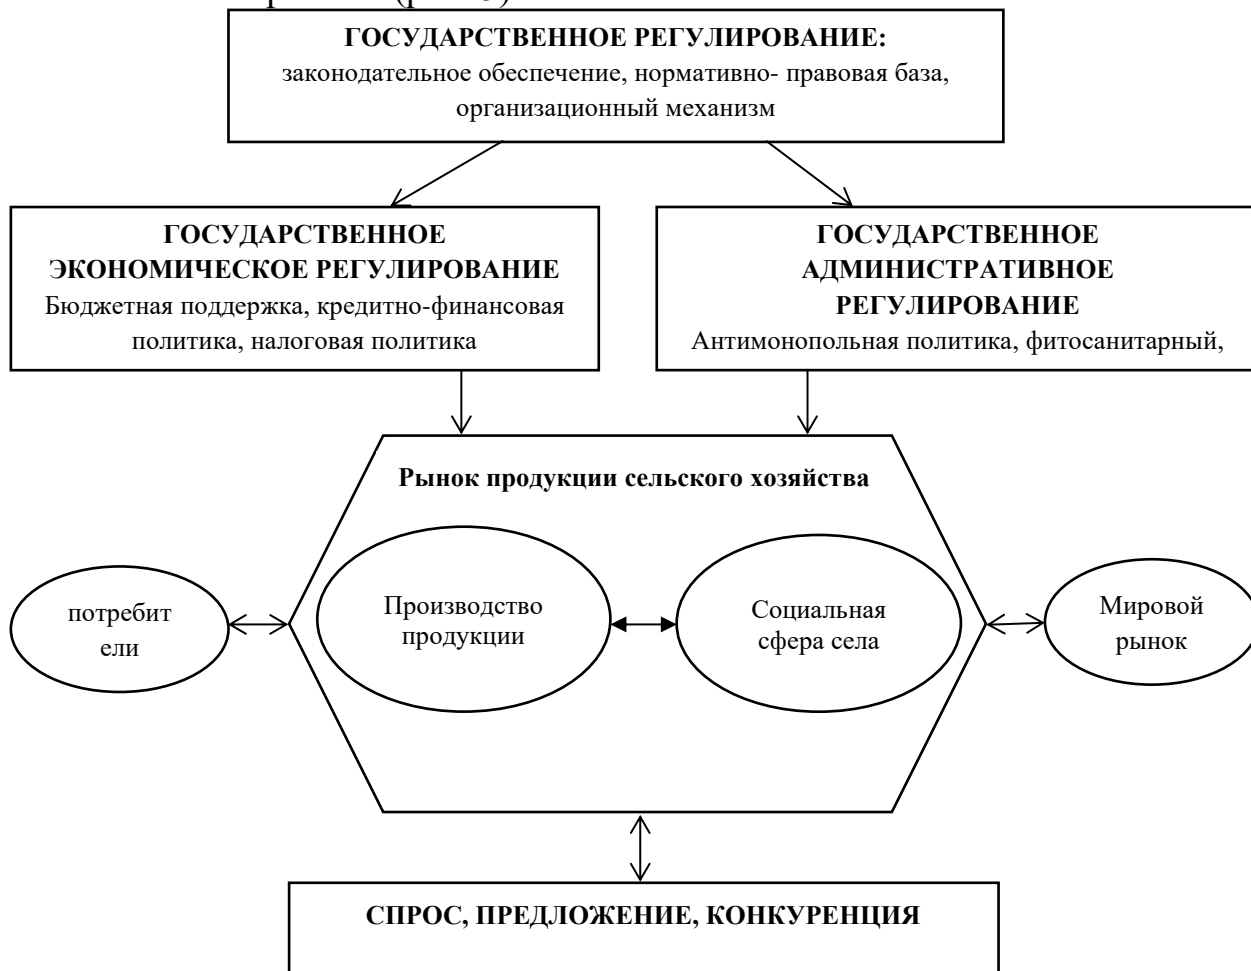 ГОСУДАРСТВЕННОЕ РЕГУЛИРОВАНИЕ:
законодательное обеспечение, нормативно- правовая база,
организационный механизм
ГОСУДАРСТВЕННОЕ
ЭКОНОМИЧЕСКОЕ РЕГУЛИРОВАНИЕ
Бюджетная поддержка, кредитно-финансовая
политика, налоговая политика
ГОСУДАРСТВЕННОЕ
АДМИНИСТРАТИВНОЕ
РЕГУЛИРОВАНИЕ
Антимонопольная политика, фитосанитарный,
Рынок продукции сельского хозяйства
потребит
ели
Производство
продукции
Социальная
сфера села
Мировой
рынок
СПРОС, ПРЕДЛОЖЕНИЕ, КОНКУРЕНЦИЯ